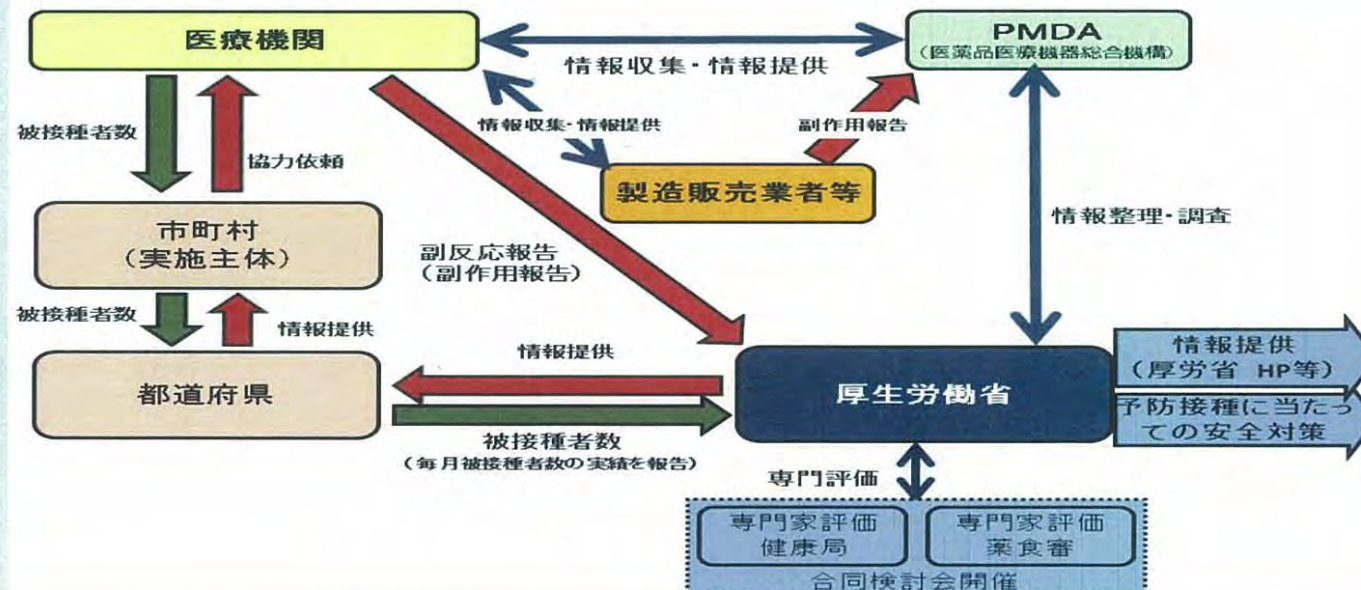 医療機関
PMDA
(医薬品医療機器総合機構)
情報収集・情報提供
情報収集・情報提供
副作用報告
被接種者数
協力依頼
製造販売業者等
市町村
(実施主体)
副反応報告
(副作用報告)
情報整理・調査
被接種者数
情報提供
情報提供
都道府県
厚生労働省
情報提供
(厚労省 HP等)
予防接種に当たっ
ての安全対策
被接種者数
(毎月被接種者数の実績を報告)
専門評価
専門家評価
健康局
専門家評価
薬食審
合同検討会開催